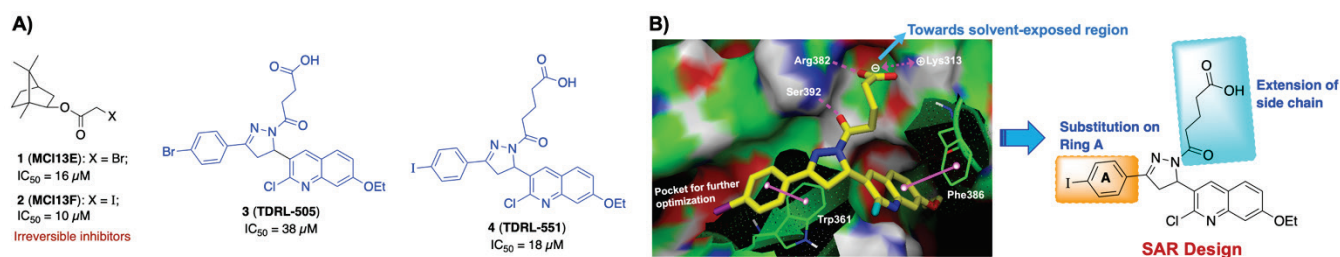 A)
O
O
X
1 (MCI13E): X = Br;
IC50 = 16 µM
2 (MCI13F): X = I;
IC50 = 10 µM
Irreversible inhibitors
O
OH
O
N N
Br
Cl N OEt
3 (TDRL-505)
IC50 = 38 µM
O
OH
O
N N
I
Cl N OEt
4 (TDRL-551)
IC50 = 18 µM
B)
Towards solvent-exposed region
Arg382
⊖
⊕Lys313
Ser392
Pocket for further
optimization
Trp361
Phe386
Substitution on
Ring A
Extension of
side chain
O
OH
O
N N
I A
Cl N OEt
SAR Design